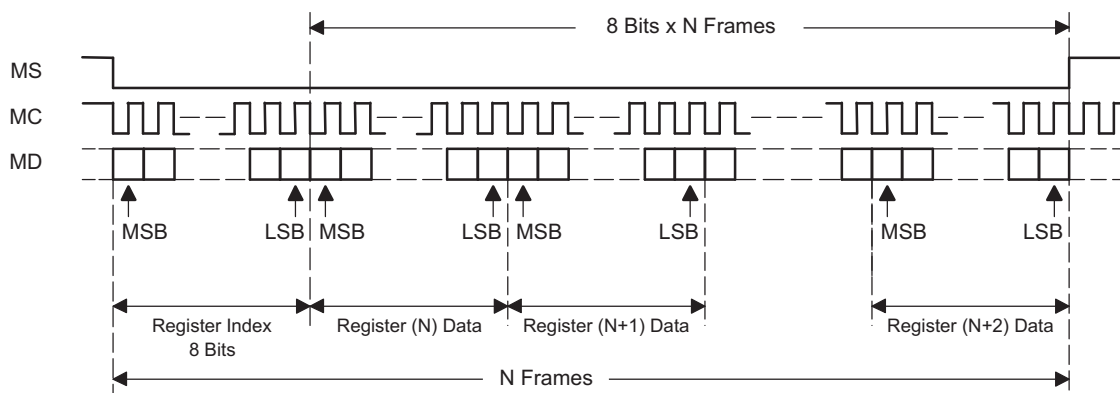 8 Bits x N Frames
MS
MC
MD
MSB LSB MSB LSB MSB LSB MSB LSB
Register Index Register (N) Data Register (N+1) Data Register (N+2) Data
8 Bits
N Frames